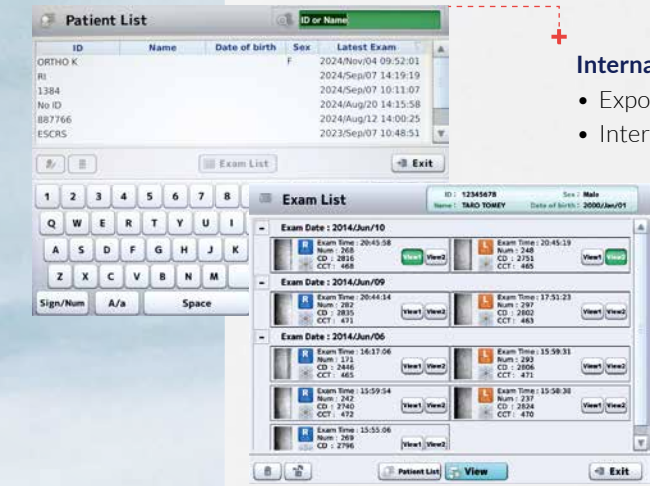 Patient List
ID or Name
ID Name Date of birth Sex Latest Exam
ORTHO K F 2024/Nov/04 09:52:01
RI 2024/Sep/07 14:19:19
1384 2024/Sep/07 10:11:07
No ID 2024/Aug/20 14:15:58
887766 2024/Aug/12 14:00:25
ESCRS 2023/Sep/07 10:48:51
Exam List
Exit
1 2 3 4 5 6 7 8
Q W E R T Y U I
A S D F G H J K
Z X C V B N M
Sign/Num A/a Space
Interna
• Expo
• Inter
Exam List
ID : 12345678 Sex : Male
Name : TARO TOMEY Date of birth : 2000/Jan/01
- Exam Date : 2014/Jun/10
R Exam Time : 20:45:58
Num : 268
CD : 2816
CCT : 468
View1 View2
L Exam Time : 20:45:19
Num : 248
CD : 2751
CCT : 465
View1 View2
- Exam Date : 2014/Jun/09
R Exam Time : 20:44:14
Num : 282
CD : 2835
CCT : 471
View1 View2
L Exam Time : 17:51:23
Num : 297
CD : 2802
CCT : 463
View1 View2
- Exam Date : 2014/Jun/06
R Exam Time : 16:17:06
Num : 171
CD : 2446
CCT : 465
View1 View2
L Exam Time : 15:59:31
Num : 293
CD : 2806
CCT : 471
View1 View2
R Exam Time : 15:59:54
Num : 242
CD : 2740
CCT : 472
View1 View2
L Exam Time : 15:58:38
Num : 237
CD : 2824
CCT : 470
View1 View2
R Exam Time : 15:55:06
Num : 269
CD : 2796
View1 View2
Patient List View Exit